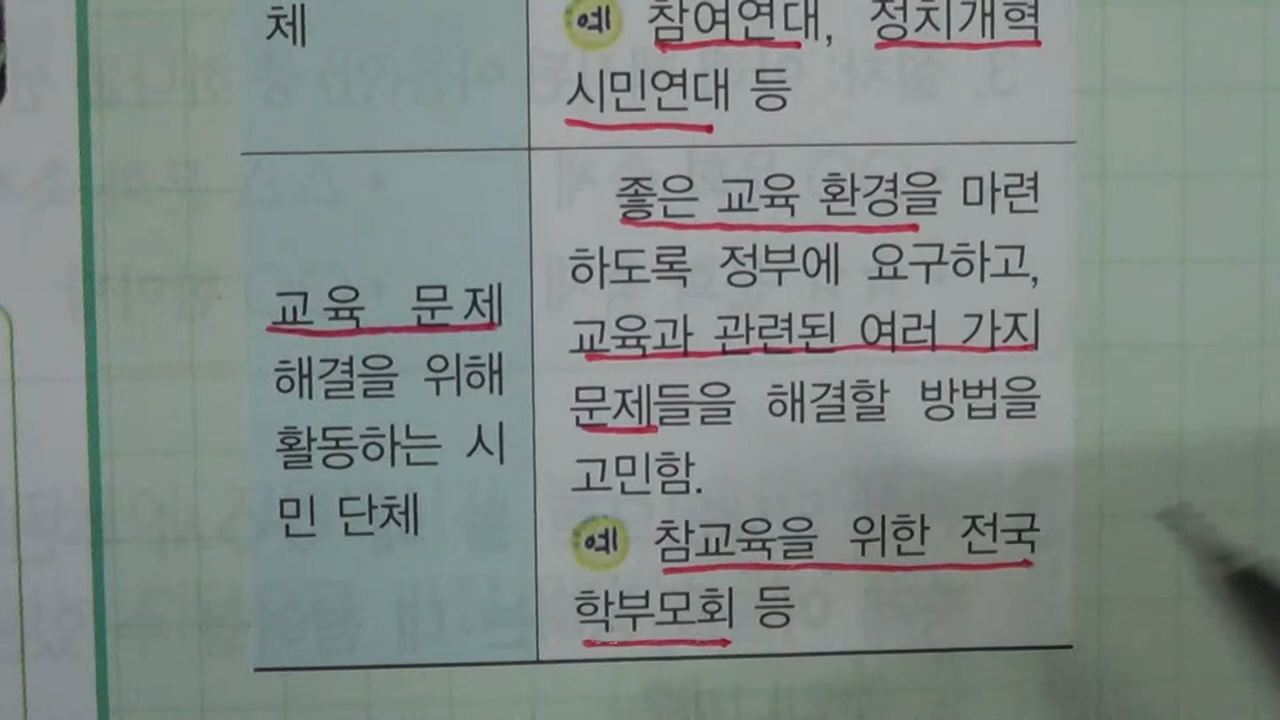 체
예 참여연대, 정치개혁
시민연대 등
교육 문제
해결을 위해
활동하는 시
민 단체
좋은 교육 환경을 마련
하도록 정부에 요구하고,
교육과 관련된 여러 가지
문제들을 해결할 방법을
고민함.
예 참교육을 위한 전국
학부모회 등